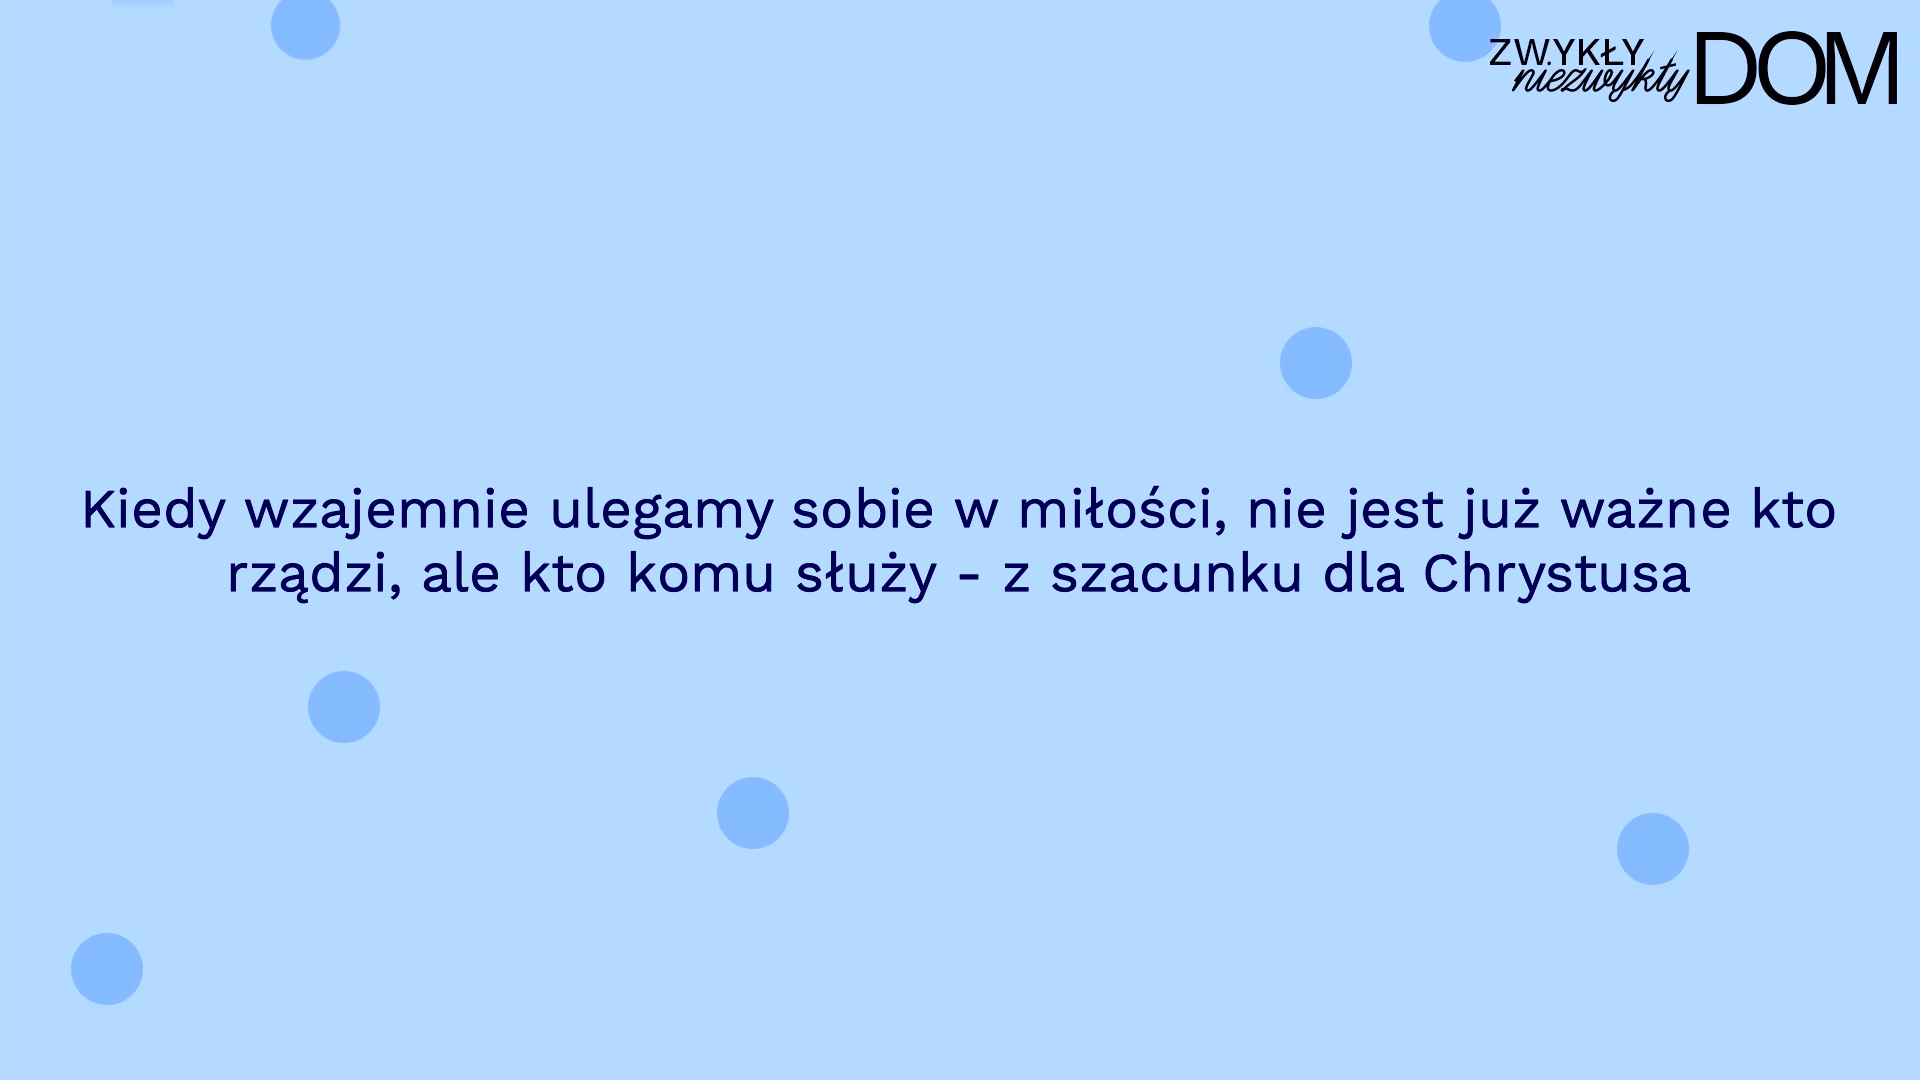 ZWYKŁY
niezwykły DOM
Kiedy wzajemnie ulegamy sobie w miłości, nie jest już ważne kto
rządzi, ale kto komu służy - z szacunku dla Chrystusa